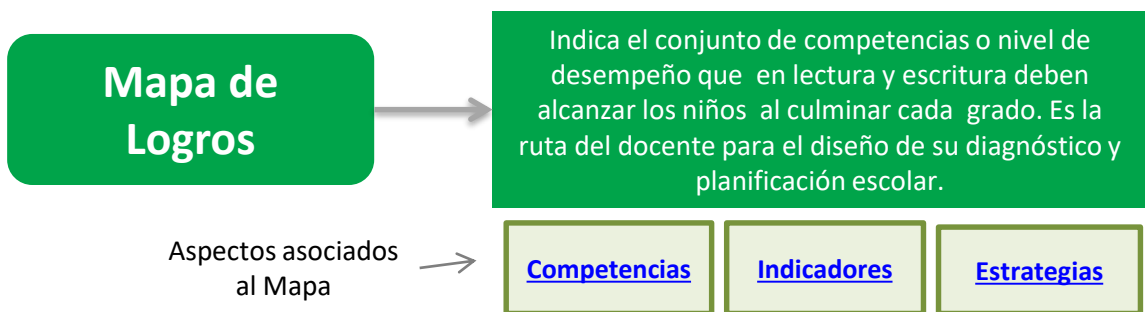 Mapa de
Logros
Indica el conjunto de competencias o nivel de
desempeño que en lectura y escritura deben
alcanzar los niños al culminar cada grado. Es la
ruta del docente para el diseño de su diagnóstico y
planificación escolar.
Aspectos asociados
al Mapa
Competencias
Indicadores
Estrategias